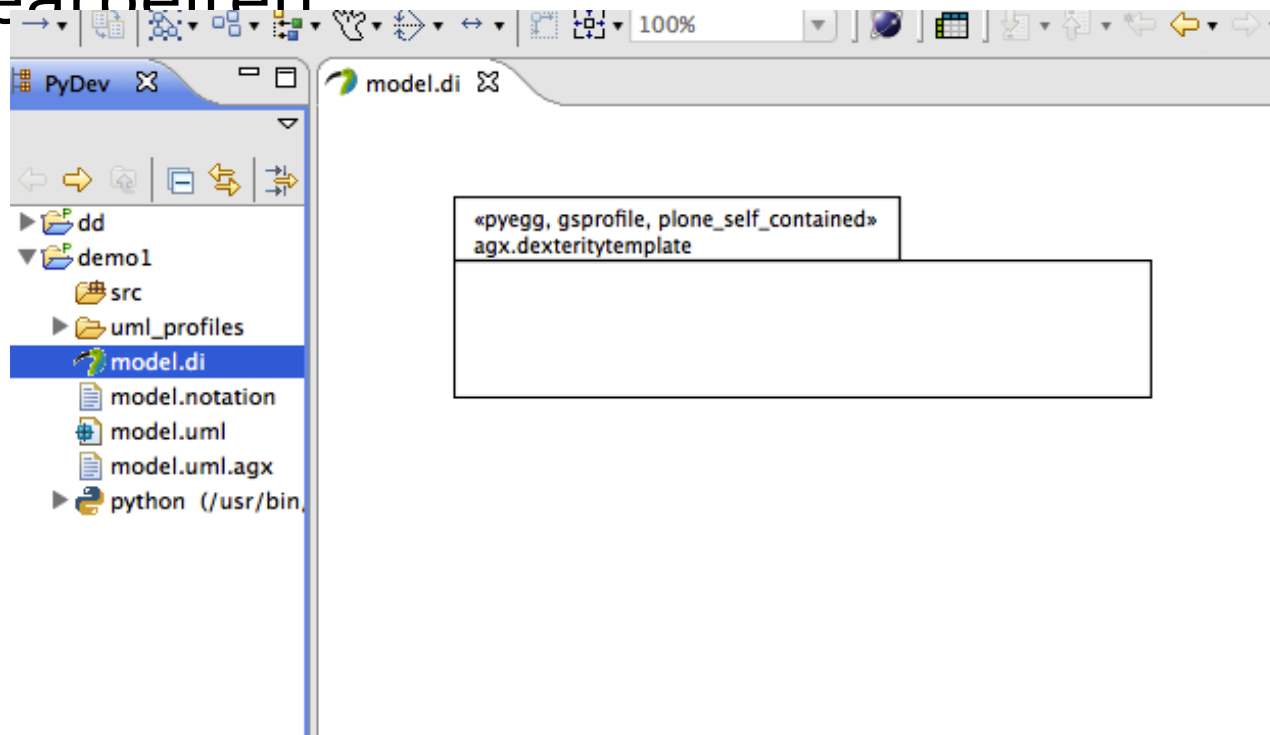 100%
PyDev
model.di
dd
demo1
src
uml_profiles
model.di
model.notation
model.uml
model.uml.agx
python (/usr/bin,
«pyegg, gsprofile, plone_self_contained»
agx.dexteritytemplate